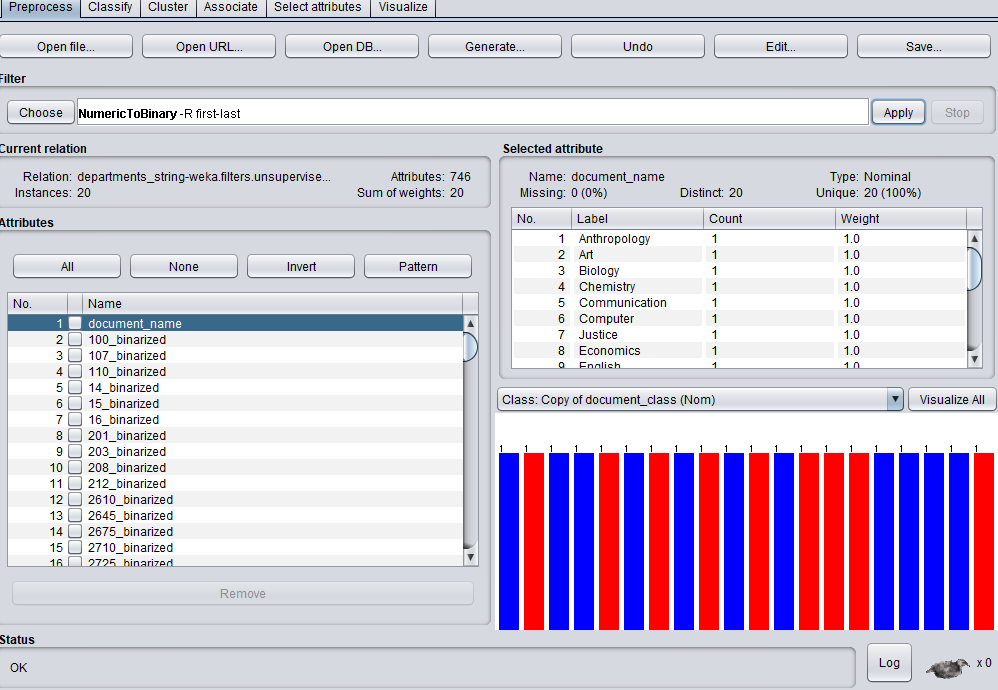 Preprocess Classify Cluster Associate Select attributes Visualize
Open file... Open URL... Open DB... Generate... Undo Edit... Save...
Filter
Choose NumericToBinary -R first-last Apply Stop
Current relation
Relation: departments_string-weka.filters.unsupervise... Attributes: 746
Instances: 20 Sum of weights: 20
Attributes
All None Invert Pattern
No. Name
1 document_name
2 100_binarized
3 107_binarized
4 110_binarized
5 14_binarized
6 15_binarized
7 16_binarized
8 201_binarized
9 203_binarized
10 208_binarized
11 212_binarized
12 2610_binarized
13 2645_binarized
14 2675_binarized
15 2710_binarized
16 2725_binarized
Remove
Selected attribute
Name: document_name Type: Nominal
Missing: 0 (0%) Distinct: 20 Unique: 20 (100%)
No. Label Count Weight
1 Anthropology 1 1.0
2 Art 1 1.0
3 Biology 1 1.0
4 Chemistry 1 1.0
5 Communication 1 1.0
6 Computer 1 1.0
7 Justice 1 1.0
8 Economics 1 1.0
9 English 1 1.0
Class: Copy of document_class (Nom) Visualize All
1 1 1 1 1 1 1 1 1 1 1 1 1 1 1 1 1 1 1 1
Status
OK
Log x 0